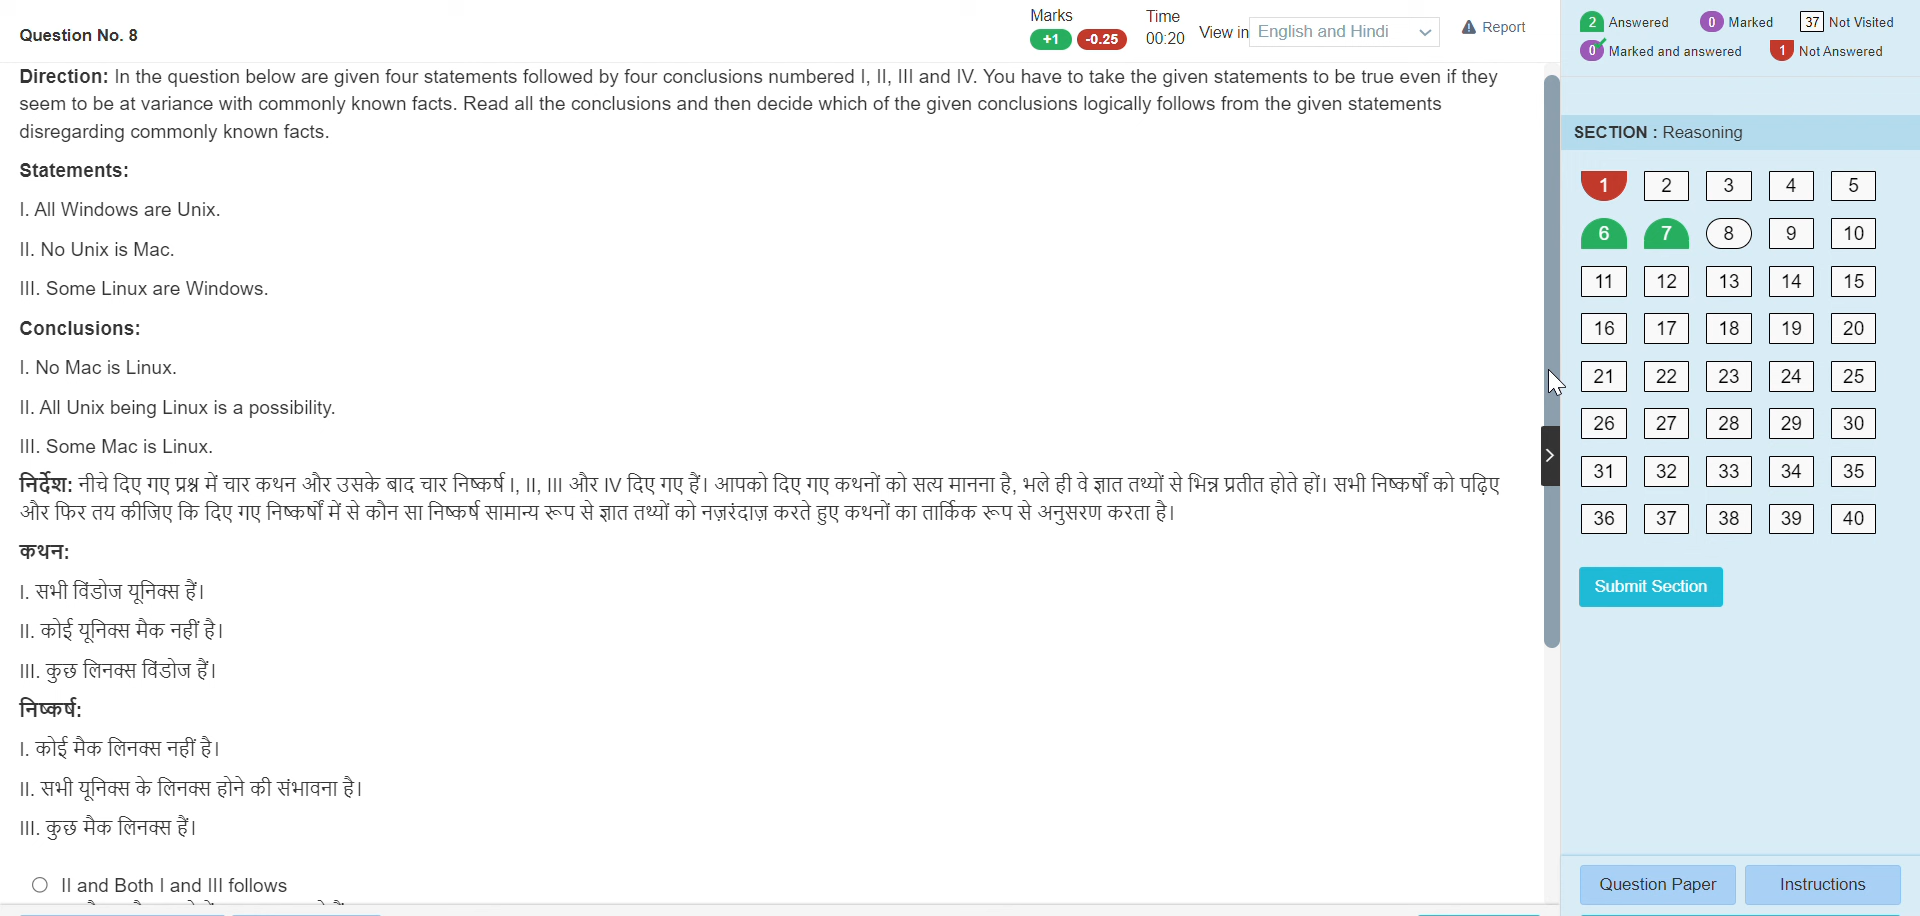 Question No. 8
Marks
+1 -0.25
Time
00:20
View in English and Hindi
Report
Direction: In the question below are given four statements followed by four conclusions numbered I, II, III and IV. You have to take the given statements to be true even if they
seem to be at variance with commonly known facts. Read all the conclusions and then decide which of the given conclusions logically follows from the given statements
disregarding commonly known facts.
Statements:
I. All Windows are Unix.
II. No Unix is Mac.
III. Some Linux are Windows.
Conclusions:
I. No Mac is Linux.
II. All Unix being Linux is a possibility.
III. Some Mac is Linux.
निर्देश: नीचे दिए गए प्रश्न में चार कथन और उसके बाद चार निष्कर्ष I, II, III और IV दिए गए हैं। आपको दिए गए कथनों को सत्य मानना है, भले ही वे ज्ञात तथ्यों से भिन्न प्रतीत होते हों। सभी निष्कर्षों को पढ़िए
और फिर तय कीजिए कि दिए गए निष्कर्षों में से कौन सा निष्कर्ष सामान्य रूप से ज्ञात तथ्यों को नज़रंदाज़ करते हुए कथनों का तार्किक रूप से अनुसरण करता है।
कथन:
I. सभी विंडोज यूनिक्स हैं।
II. कोई यूनिक्स मैक नहीं है।
III. कुछ लिनक्स विंडोज हैं।
निष्कर्ष:
I. कोई मैक लिनक्स नहीं है।
II. सभी यूनिक्स के लिनक्स होने की संभावना है।
III. कुछ मैक लिनक्स हैं।
II and Both I and III follows
2 Answered 0 Marked 37 Not Visited
0 Marked and answered 1 Not Answered
SECTION : Reasoning
1 2 3 4 5
6 7 8 9 10
11 12 13 14 15
16 17 18 19 20
21 22 23 24 25
26 27 28 29 30
31 32 33 34 35
36 37 38 39 40
Submit Section
Question Paper Instructions